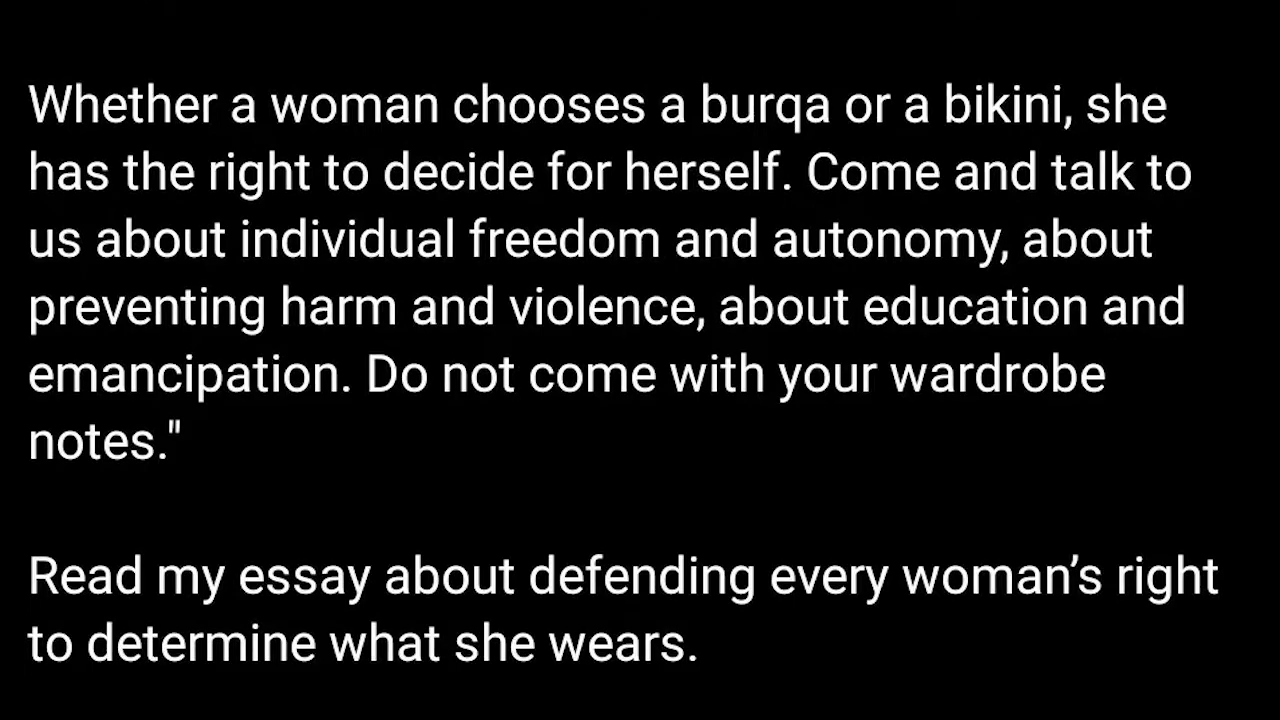 Whether a woman chooses a burqa or a bikini, she
has the right to decide for herself. Come and talk to
us about individual freedom and autonomy, about
preventing harm and violence, about education and
emancipation. Do not come with your wardrobe
notes."
Read my essay about defending every woman’s right
to determine what she wears.